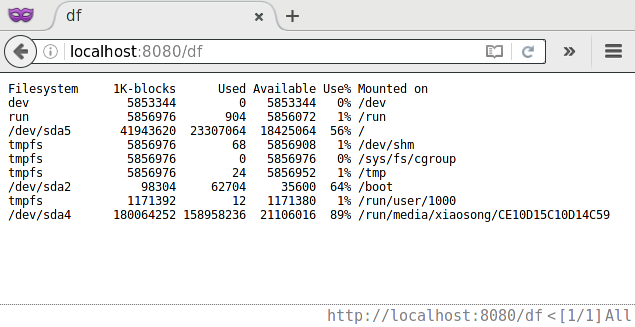 df
localhost:8080/df
Filesystem     1K-blocks      Used Available Use% Mounted on
dev              5853344         0   5853344   0% /dev
run              5856976       904   5856072   1% /run
/dev/sda5       41943620  23307064  18425064  56% /
tmpfs            5856976        68   5856908   1% /dev/shm
tmpfs            5856976         0   5856976   0% /sys/fs/cgroup
tmpfs            5856976        24   5856952   1% /tmp
/dev/sda2          98304     62704     35600  64% /boot
tmpfs            1171392        12   1171380   1% /run/user/1000
/dev/sda4      180064252 158958236  21106016  89% /run/media/xiaosong/CE10D15C10D14C59
http://localhost:8080/df < [1/1] All